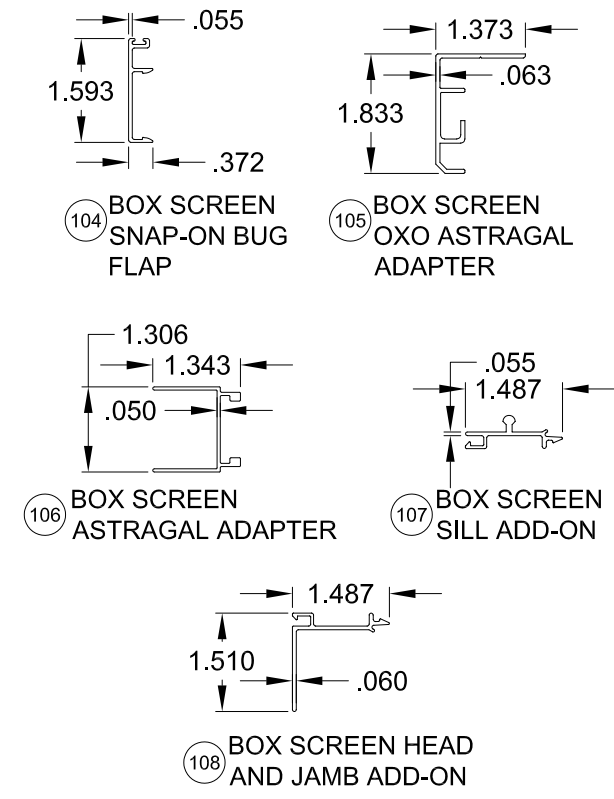 .055
1.593
.372
104 BOX SCREEN
SNAP-ON BUG
FLAP
1.373
.063
1.833
105 BOX SCREEN
OXO ASTRAGAL
ADAPTER
1.306
1.343
.050
106 BOX SCREEN
ASTRAGAL ADAPTER
.055
1.487
107 BOX SCREEN
SILL ADD-ON
1.487
1.510
.060
108 BOX SCREEN HEAD
AND JAMB ADD-ON